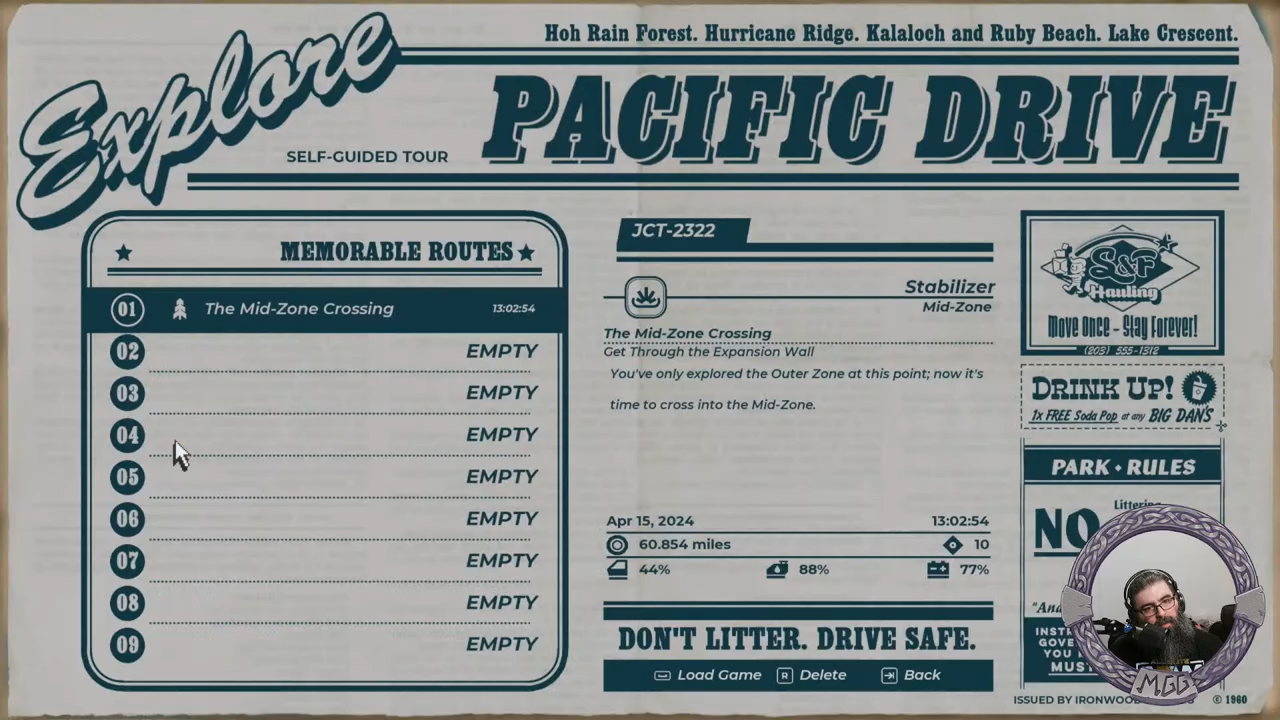 Explore
Hoh Rain Forest. Hurricane Ridge. Kalaloch and Ruby Beach. Lake Crescent.
SELF-GUIDED TOUR
PACIFIC DRIVE
MEMORABLE ROUTES
01 The Mid-Zone Crossing 13:02:54
02 EMPTY
03 EMPTY
04 EMPTY
05 EMPTY
06 EMPTY
07 EMPTY
08 EMPTY
09 EMPTY
JCT-2322
Stabilizer
Mid-Zone
The Mid-Zone Crossing
Get Through the Expansion Wall
You've only explored the Outer Zone at this point; now it's
time to cross into the Mid-Zone.
Apr 15, 2024 13:02:54
60.854 miles 10
44% 88% 77%
DON'T LITTER. DRIVE SAFE.
Load Game R Delete Back
S&F
Hauling
Move Once - Stay Forever!
(203) 555-1312
DRINK UP!
1x FREE Soda Pop at any BIG DAN'S
PARK • RULES
Littering
NO
MUST
MGG
ISSUED BY IRONWOOD
© 1960